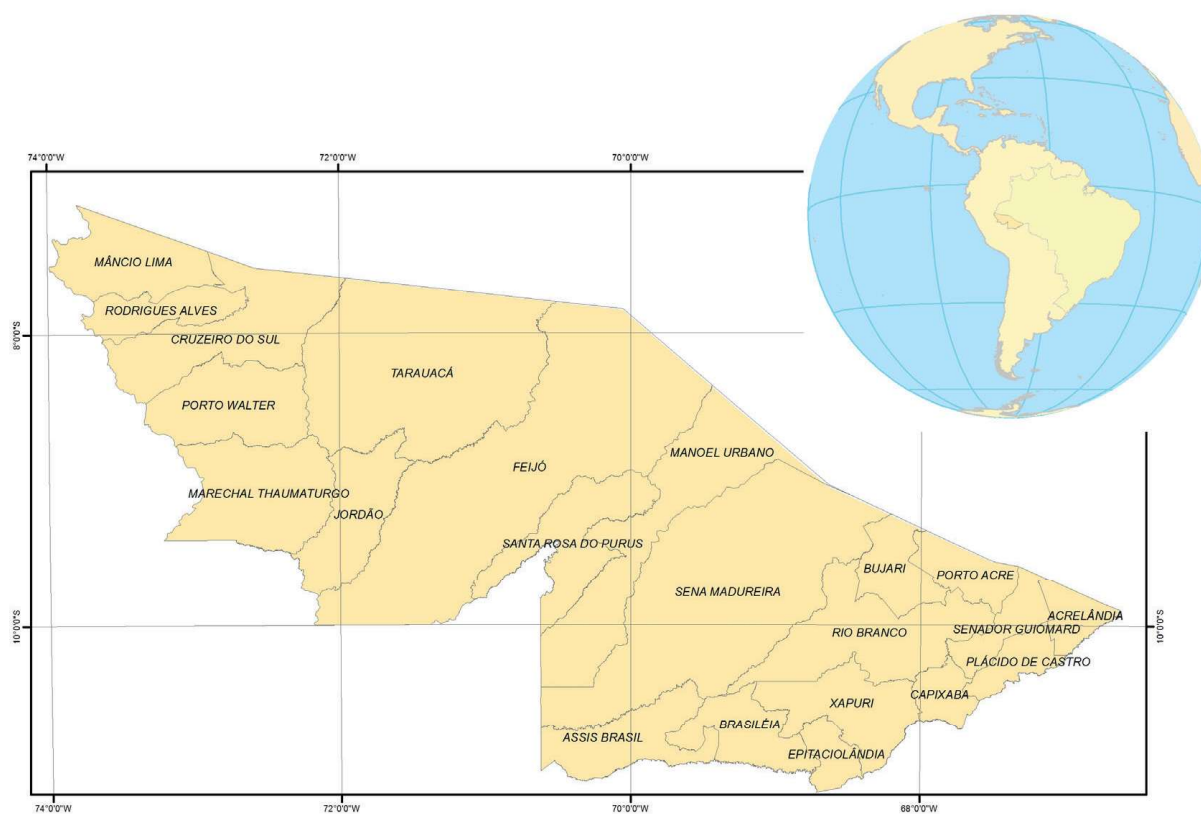 74°0'0"W
72°0'0"W
70°0'0"W
MÂNCIO LIMA
RODRIGUES ALVES
8°0'0"S
CRUZEIRO DO SUL
TARAUACÁ
PORTO WALTER
MANOEL URBANO
FEIJÓ
MARECHAL THAUMATURGO
JORDÃO
SANTA ROSA DO PURUS
BUJARI
PORTO ACRE
SENA MADUREIRA
ACRELÂNDIA
10°0'0"S
RIO BRANCO
SENADOR GUIOMARD
10°0'0"S
PLÁCIDO DE CASTRO
CAPIXABA
XAPURI
BRASILÉIA
ASSIS BRASIL
EPITACIOLÂNDIA
74°0'0"W
72°0'0"W
70°0'0"W
68°0'0"W